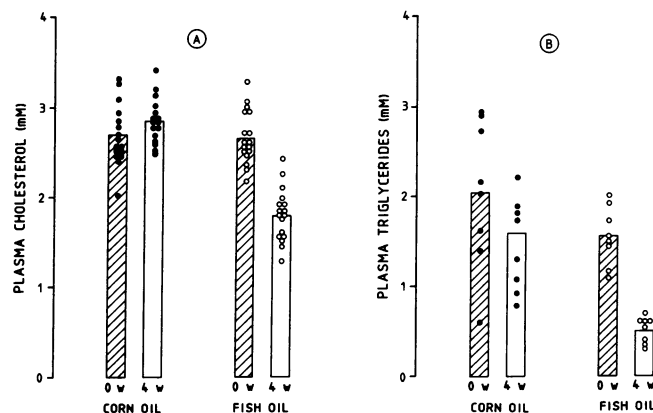 A
PLASMA CHOLESTEROL (mM)
4
3
2
1
0
0 w 4 w 0 w 4 w
CORN OIL FISH OIL
B
PLASMA TRIGLYCERIDES (mM)
4
3
2
1
0
0 w 4 w 0 w 4 w
CORN OIL FISH OIL